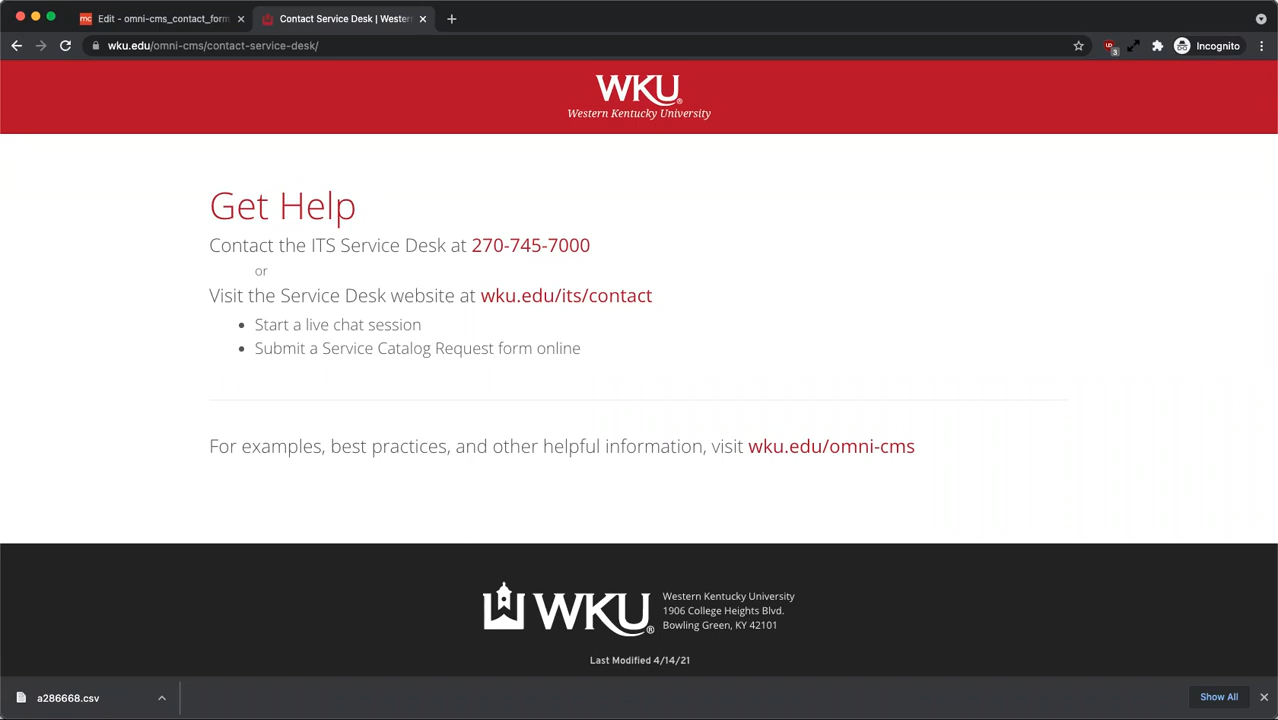 Edit - omni-cms_contact_form
Contact Service Desk | Wester
wku.edu/omni-cms/contact-service-desk/
3
Incognito
WKU®
Western Kentucky University
Get Help
Contact the ITS Service Desk at 270-745-7000
or
Visit the Service Desk website at wku.edu/its/contact
• Start a live chat session
• Submit a Service Catalog Request form online
For examples, best practices, and other helpful information, visit wku.edu/omni-cms
WKU®
Western Kentucky University
1906 College Heights Blvd.
Bowling Green, KY 42101
Last Modified 4/14/21
a286668.csv
Show All